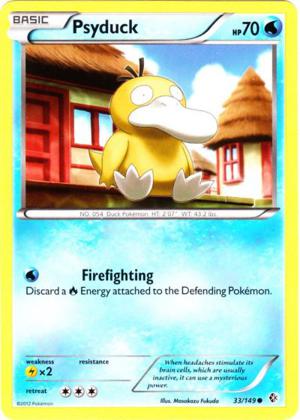 BASIC
Psyduck
HP70
NO. 054 Duck Pokémon. HT: 2'07" WT: 43.2 lbs.
Firefighting
Discard a Energy attached to the Defending Pokémon.
weakness resistance
×2
retreat
When headaches stimulate its
brain cells, which are usually
inactive, it can use a mysterious
power.
©2012 Pokémon
Illus. Masakazu Fukuda
33/149